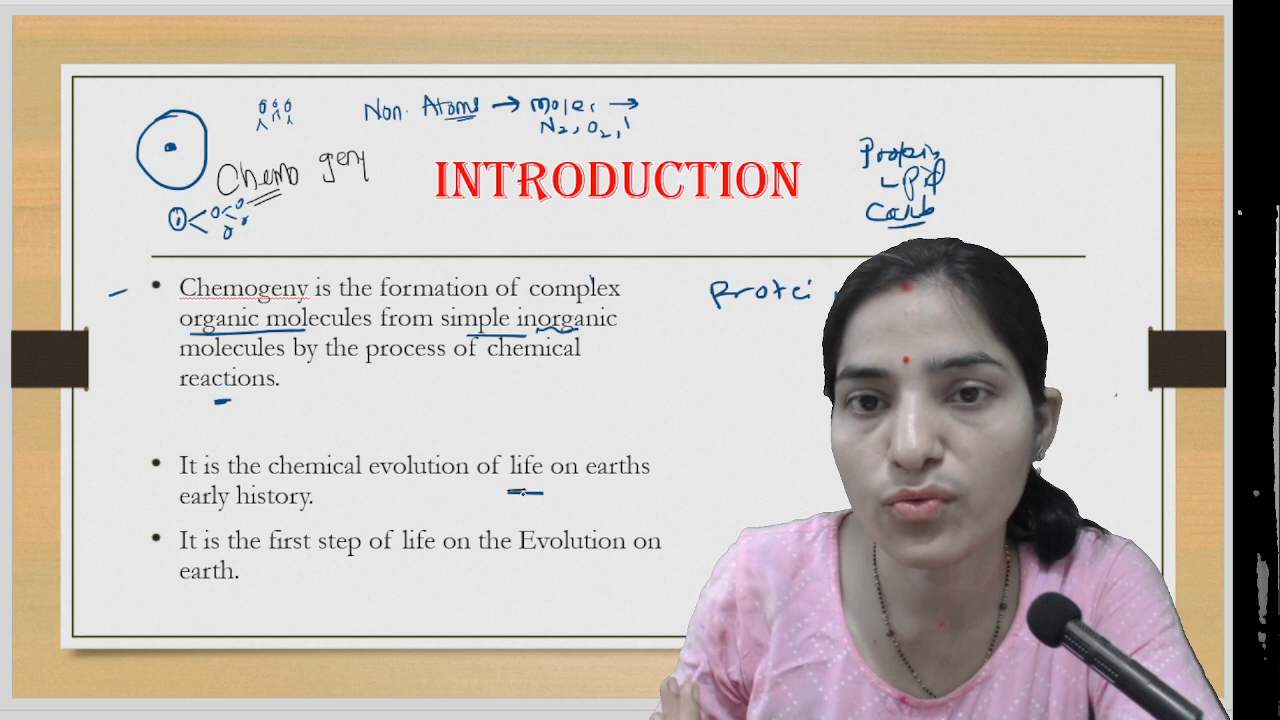 Non. Atoms → Molec →
N2, O2,
Chemo geny
INTRODUCTION
Protein
Carb
• Chemogeny is the formation of complex
organic molecules from simple inorganic
molecules by the process of chemical
reactions.
Protei
• It is the chemical evolution of life on earths
early history.
• It is the first step of life on the Evolution on
earth.